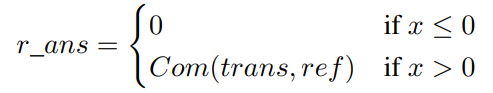 0 if x ≤ 0
r_ans =
Com(trans, ref) if x > 0